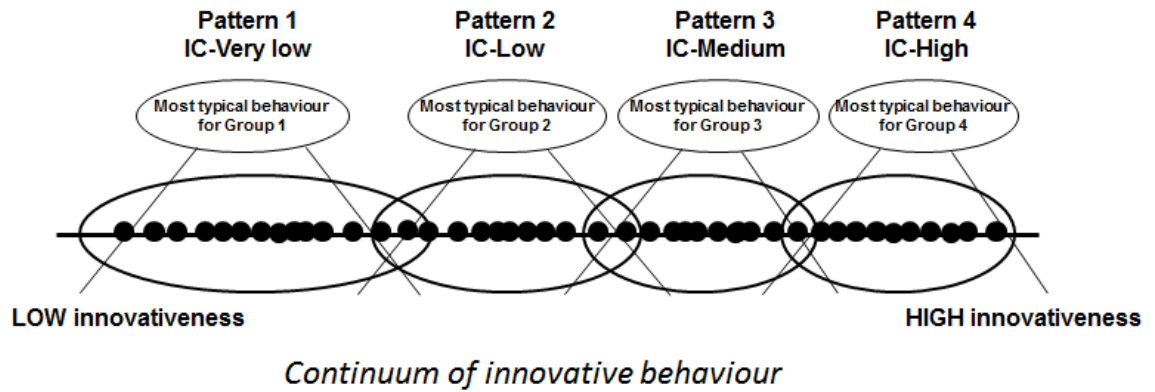 Pattern 1
IC-Very low
Pattern 2
IC-Low
Pattern 3
IC-Medium
Pattern 4
IC-High
Most typical behaviour
for Group 1
Most typical behaviour
for Group 2
Most typical behaviour
for Group 3
Most typical behaviour
for Group 4
LOW innovativeness
HIGH innovativeness
Continuum of innovative behaviour